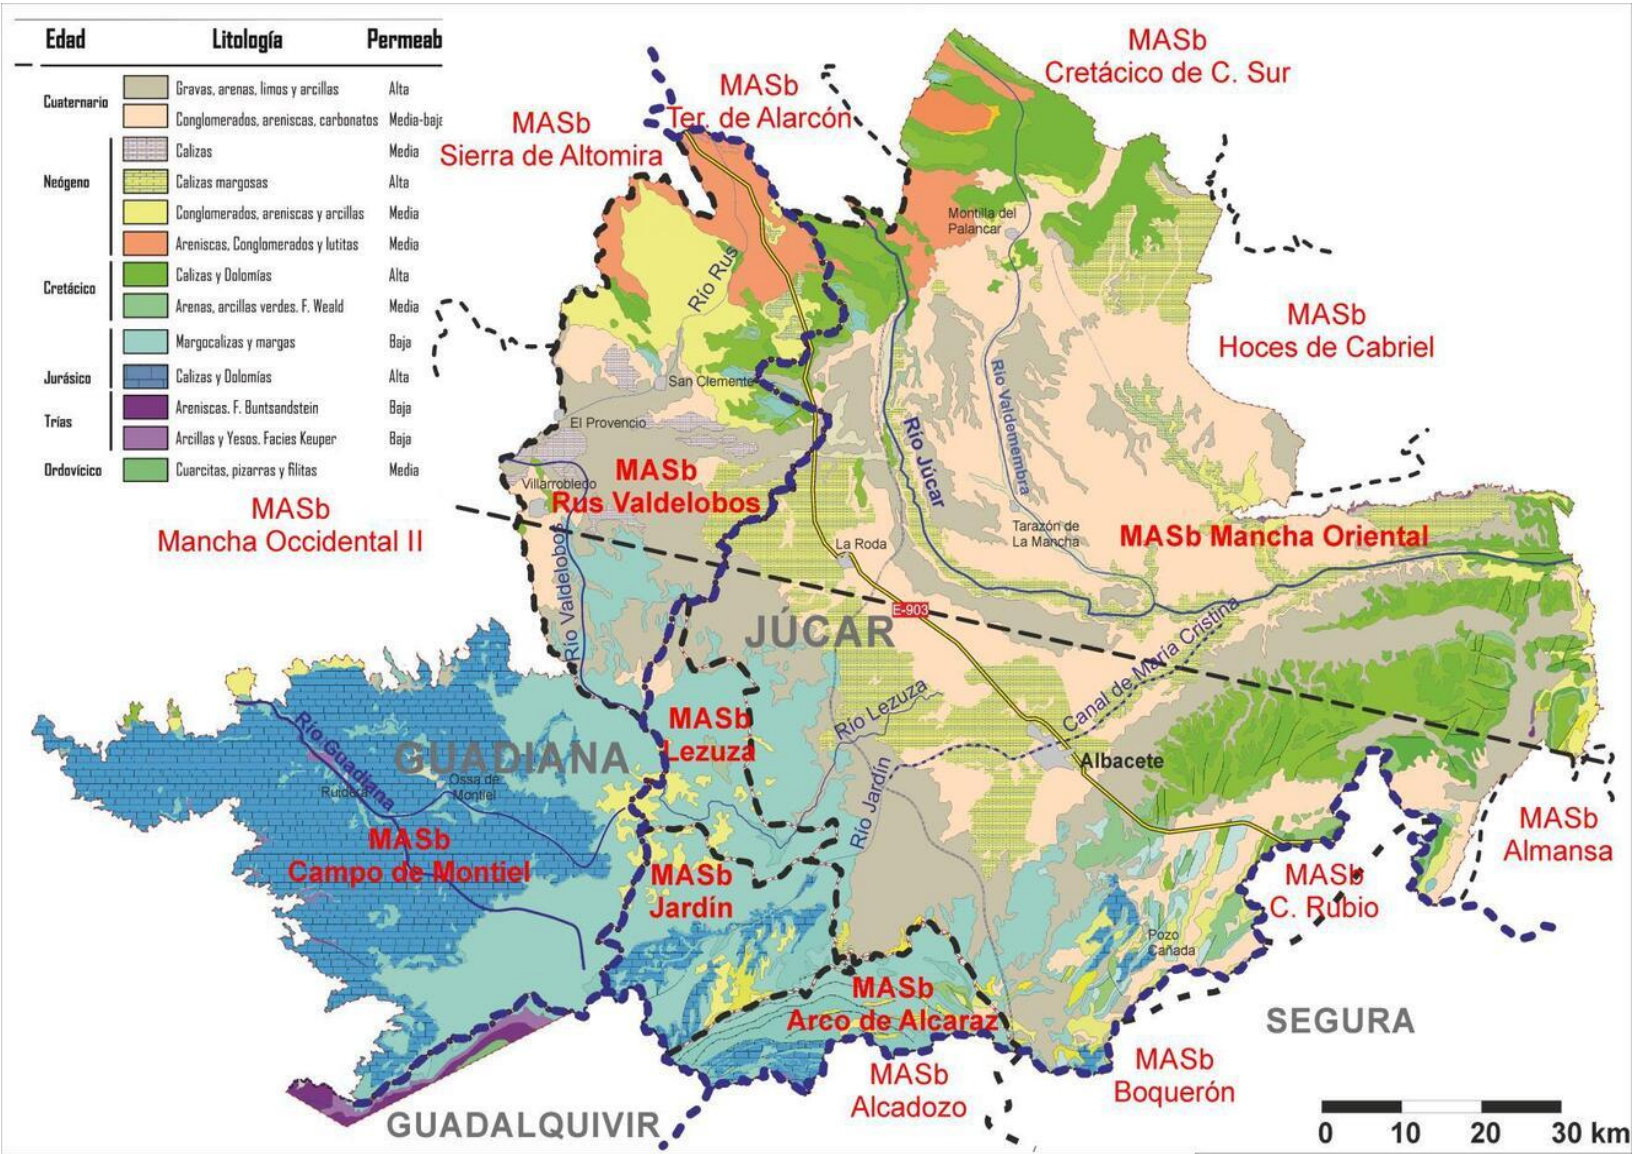 Edad Litología Permeab
Cuaternario
Gravas, arenas, limos y arcillas Alta
Conglomerados, areniscas, carbonatos Media-baja
Neógeno
Calizas Media
Calizas margosas Alta
Conglomerados, areniscas y arcillas Media
Areniscas, Conglomerados y lutitas Media
Cretácico
Calizas y Dolomías Alta
Arenas, arcillas verdes. F. Weald Media
Margocalizas y margas Baja
Jurásico
Calizas y Dolomías Alta
Trías
Areniscas. F. Buntsandstein Baja
Arcillas y Yesos. Facies Keuper Baja
Ordovícico
Cuarcitas, pizarras y filitas Media
MASb
Cretácico de C. Sur
MASb
Ter. de Alarcón
MASb
Sierra de Altomira
Montilla del
Palancar
Río Rus
MASb
Hoces de Cabriel
San Clemente
Río Valdemembra
El Provencio
Río Júcar
MASb
Rus Valdelobos
Villarrobledo
MASb
Mancha Occidental II
Tarazón de
La Mancha
MASb Mancha Oriental
La Roda
Río Valdelobos
E-903
JÚCAR
Canal de María Cristina
Río Lezuza
MASb
Lezuza
Río Guadiana
GUADIANA
Albacete
Ossa de
Montiel
Ruidera
Río Jardín
MASb
Campo de Montiel
MASb
Almansa
MASb
Jardín
MASb
C. Rubio
Pozo
Cañada
MASb
Arco de Alcaraz
SEGURA
MASb
Boquerón
MASb
Alcadozo
GUADALQUIVIR
0 10 20 30 km